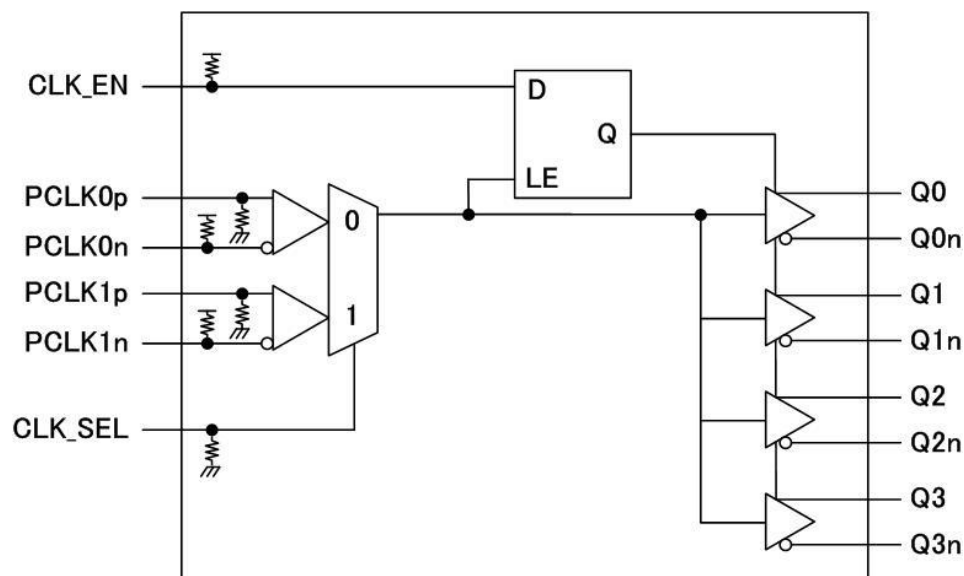 CLK_EN
D
Q
LE
PCLK0p
PCLK0n
PCLK1p
PCLK1n
0
1
CLK_SEL
Q0
Q0n
Q1
Q1n
Q2
Q2n
Q3
Q3n